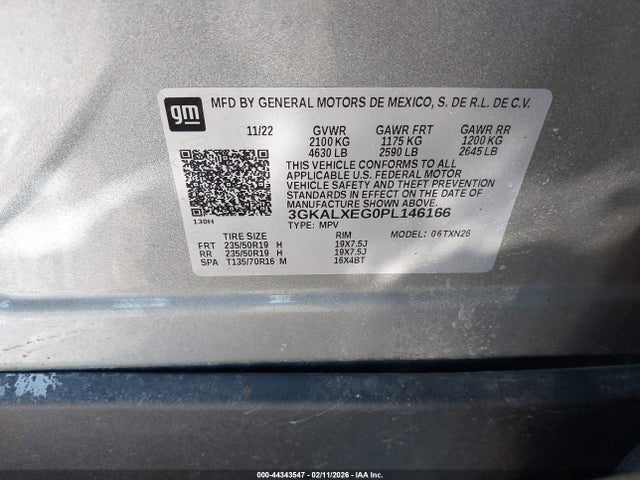 gm
MFD BY GENERAL MOTORS DE MEXICO, S. DE R.L. DE C.V.
11/22 GVWR GAWR FRT GAWR RR
2100 KG 1175 KG 1200 KG
4630 LB 2590 LB 2645 LB
THIS VEHICLE CONFORMS TO ALL
APPLICABLE U.S. FEDERAL MOTOR
VEHICLE SAFETY AND THEFT
PREVENTION STANDARDS IN EFFECT
ON THE DATE OF MANUFACTURE
SHOWN ABOVE.
3GKALXEG0PL146166
130H
TYPE: MPV MODEL: 06TXN26
TIRE SIZE RIM
FRT 235/50R19 H 19X7.5J
RR 235/50R19 H 19X7.5J
SPA T135/70R16 M 16X4BT
000-44343547 - 02/11/2026 - IAA Inc.